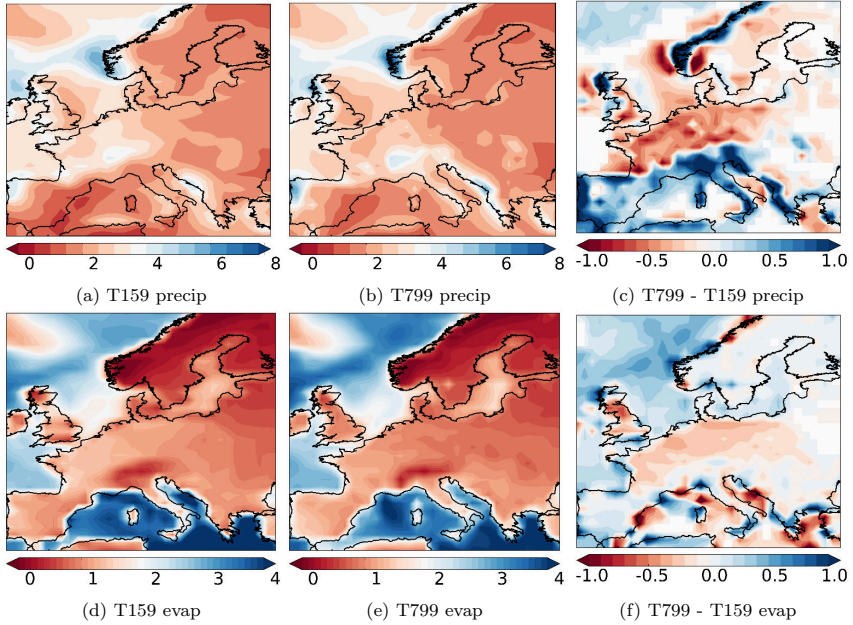 0 2 4 6 8
0 2 4 6 8
-1.0 -0.5 0.0 0.5 1.0
(a) T159 precip
(b) T799 precip
(c) T799 - T159 precip
0 1 2 3 4
0 1 2 3 4
-1.0 -0.5 0.0 0.5 1.0
(d) T159 evap
(e) T799 evap
(f) T799 - T159 evap